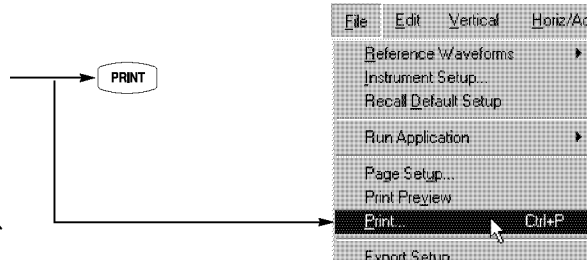 PRINT
File Edit Vertical Horiz/Ac
Reference Waveforms
Instrument Setup...
Recall Default Setup
Run Application
Page Setup...
Print Preview
Print... Ctrl+P
Export Setup